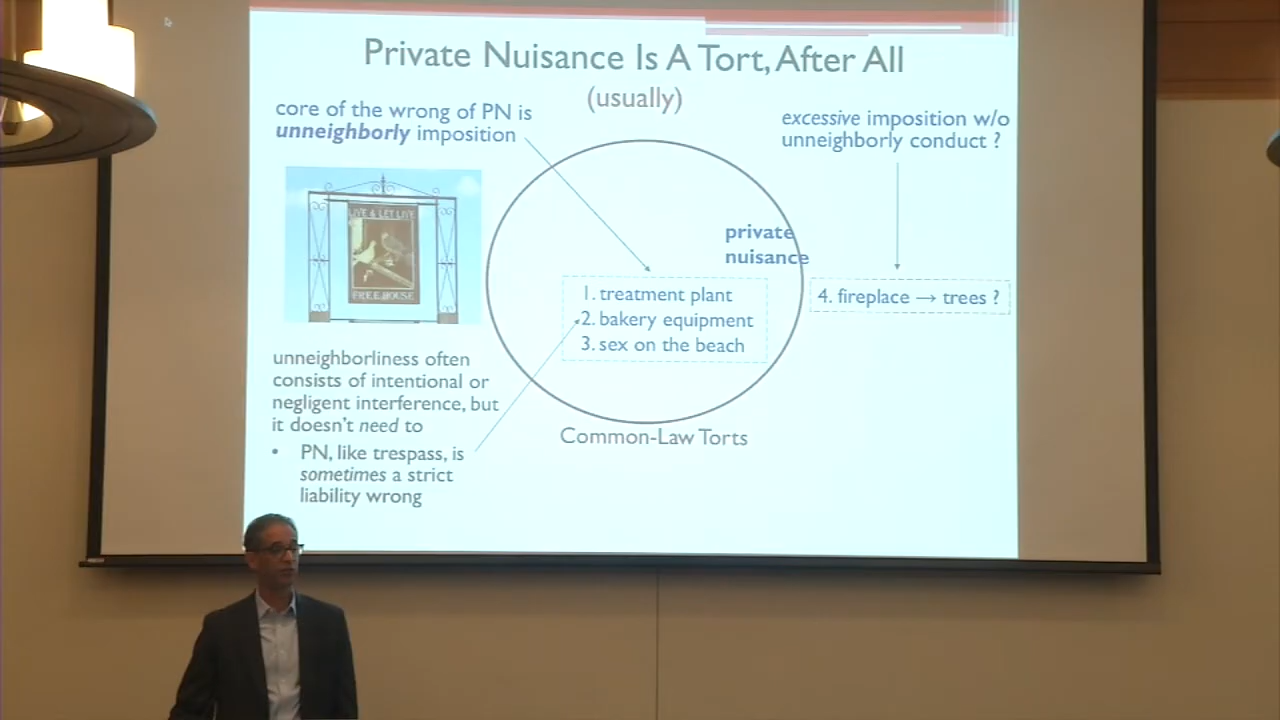 Private Nuisance Is A Tort, After All
(usually)
core of the wrong of PN is
unneighborly imposition
excessive imposition w/o
unneighborly conduct ?
LIVE & LET LIVE
FREE HOUSE
private
nuisance
1. treatment plant
2. bakery equipment
3. sex on the beach
4. fireplace → trees ?
unneighborliness often
consists of intentional or
negligent interference, but
it doesn't need to
• PN, like trespass, is
sometimes a strict
liability wrong
Common-Law Torts